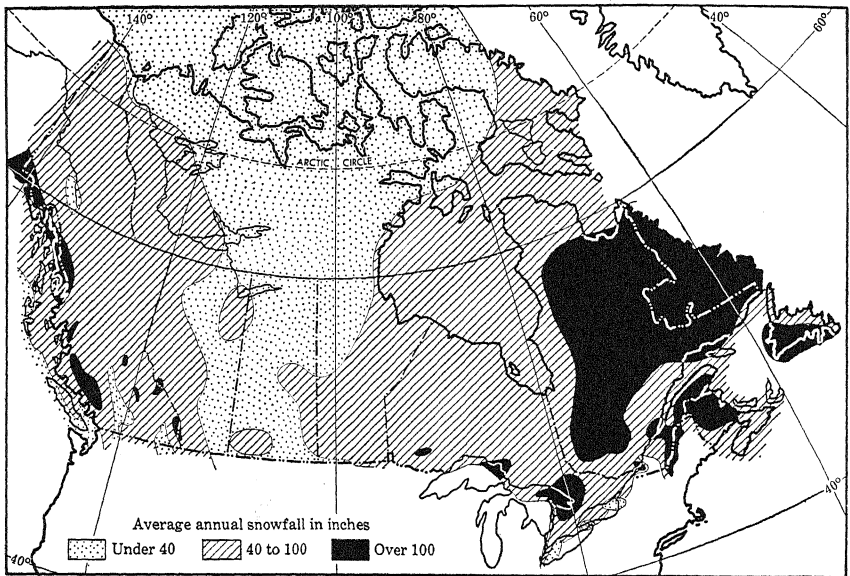 140° 120° 100° 80° 60° 40° 60°
ARCTIC CIRCLE
40°
Average annual snowfall in inches
Under 40 40 to 100 Over 100
40°